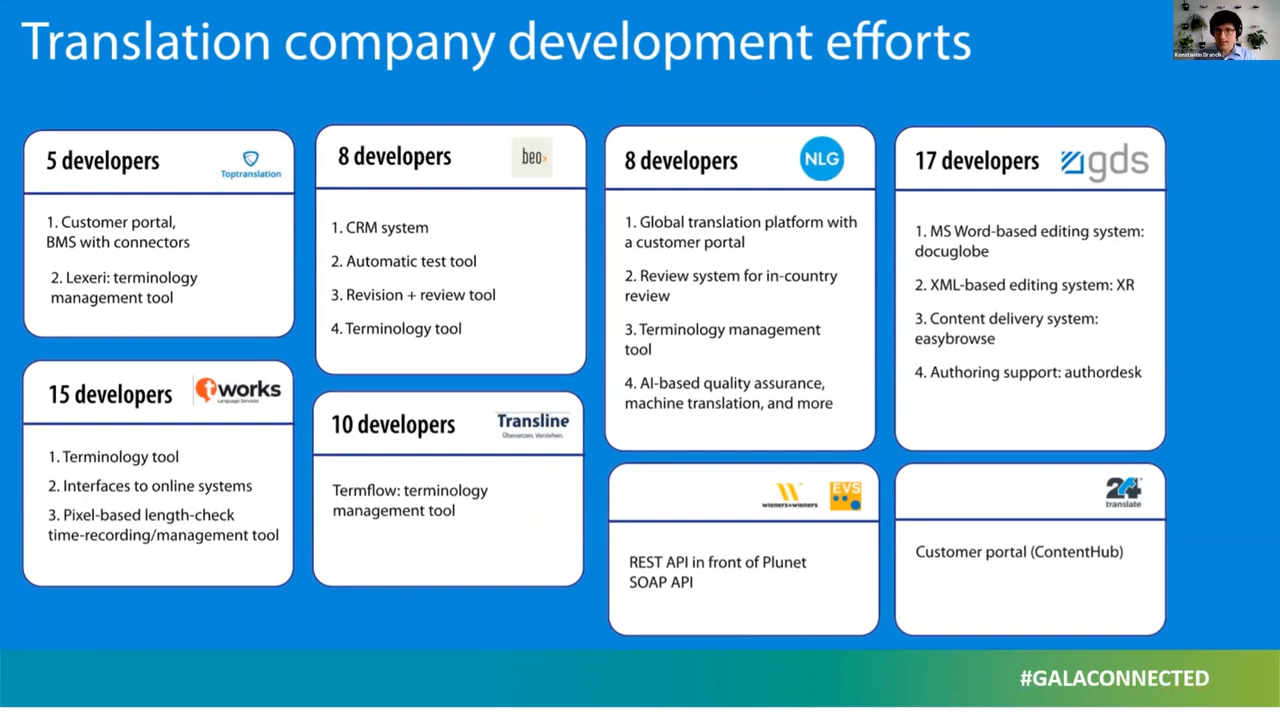 Translation company development efforts
Konstantin Dranch
5 developers
Toptranslation
1. Customer portal,
BMS with connectors
2. Lexeri: terminology
management tool
8 developers
beo>
1. CRM system
2. Automatic test tool
3. Revision + review tool
4. Terminology tool
8 developers
NLG
1. Global translation platform with
a customer portal
2. Review system for in-country
review
3. Terminology management
tool
4. AI-based quality assurance,
machine translation, and more
17 developers
gds
1. MS Word-based editing system:
docuglobe
2. XML-based editing system: XR
3. Content delivery system:
easybrowse
4. Authoring support: authordesk
15 developers
tworks
Language Services
1. Terminology tool
2. Interfaces to online systems
3. Pixel-based length-check
time-recording/management tool
10 developers
Transline
Übersetzen. Verstehen.
Termflow: terminology
management tool
wieners+wieners
EVS
REST API in front of Plunet
SOAP API
24
translate
Customer portal (ContentHub)
#GALACONNECTED